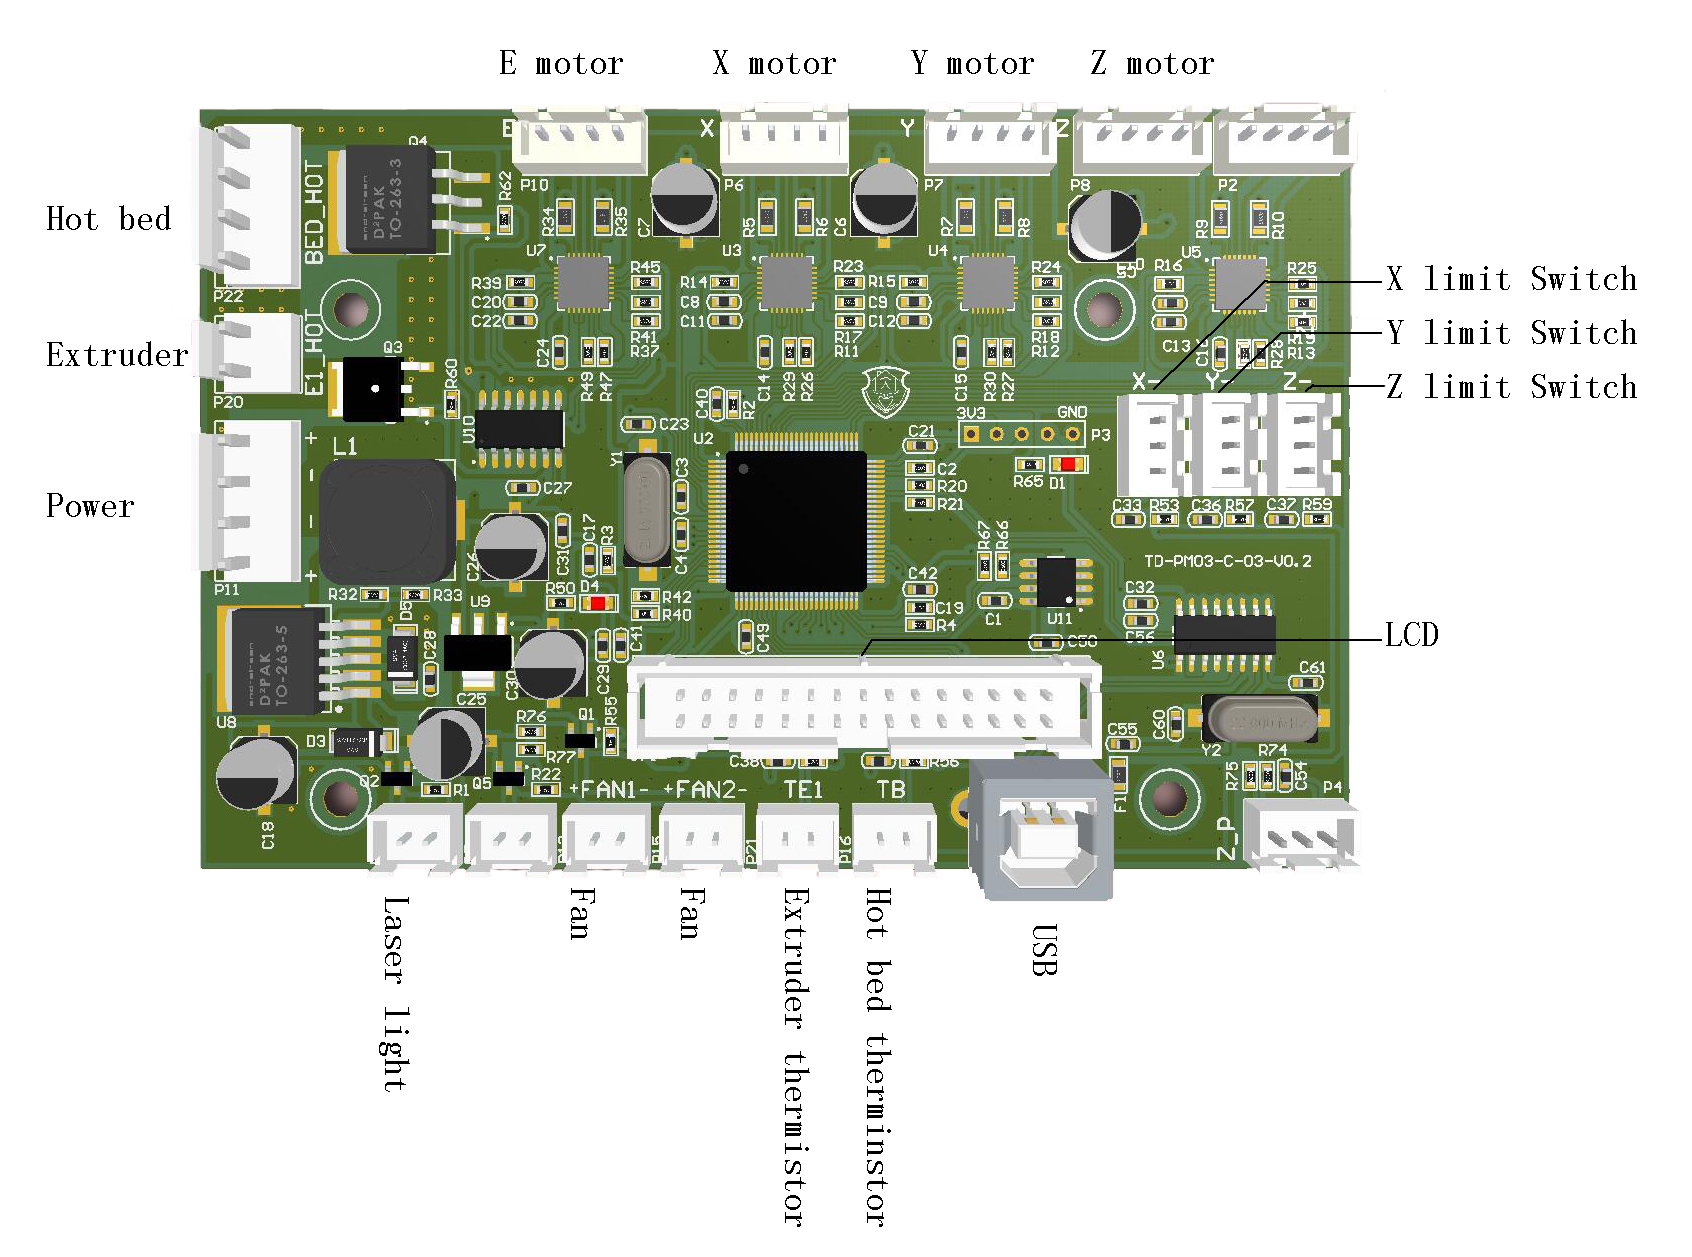 E motor
X motor
Y motor
Z motor
E
X
Y
Z
Q4
P10
P6
P7
P8
P2
BED_HOT
D²PAK
TO-263-3
R62
R34
R35
C7
R5
R6
C6
R7
R8
R9
R10
Hot bed
U7
U3
U4
U5
R39
C20
C22
R45
R41
R37
R14
C8
C11
R23
R17
R11
R15
C9
C12
R24
R18
R12
R16
R25
R19
R13
X limit Switch
P22
E1_HOT
Extruder
Q3
C24
R49
R47
C14
R29
R26
C15
R30
R27
C13
R28
Y limit Switch
X-
Y-
Z-
Z limit Switch
P20
R60
U10
C40
R2
C23
U2
3V3
GND
P3
C21
C2
R20
R21
R65
D1
L1
+
-
-
+
Power
Y1
C3
C4
C27
C26
C31
C17
R3
C33
R53
C36
R57
C37
R59
R67
R66
TD-PM03-C-03-V0.2
P11
R32
R33
D5
U9
R50
D4
R42
R40
C42
C19
R4
C1
U11
C32
C56
U6
LCD
D²PAK
TO-263-5
C28
C30
C29
C41
C49
C50
C61
U8
C25
R76
R77
Q1
R55
D3
Q2
Q5
R22
R1
C18
C38
R56
C55
F1
C60
Y2
R74
R75
C54
P4
+FAN1-
+FAN2-
TE1
TB
P21
P16
Z_P
Laser light
Fan
Fan
Extruder thermistor
Hot bed therminstor
USB